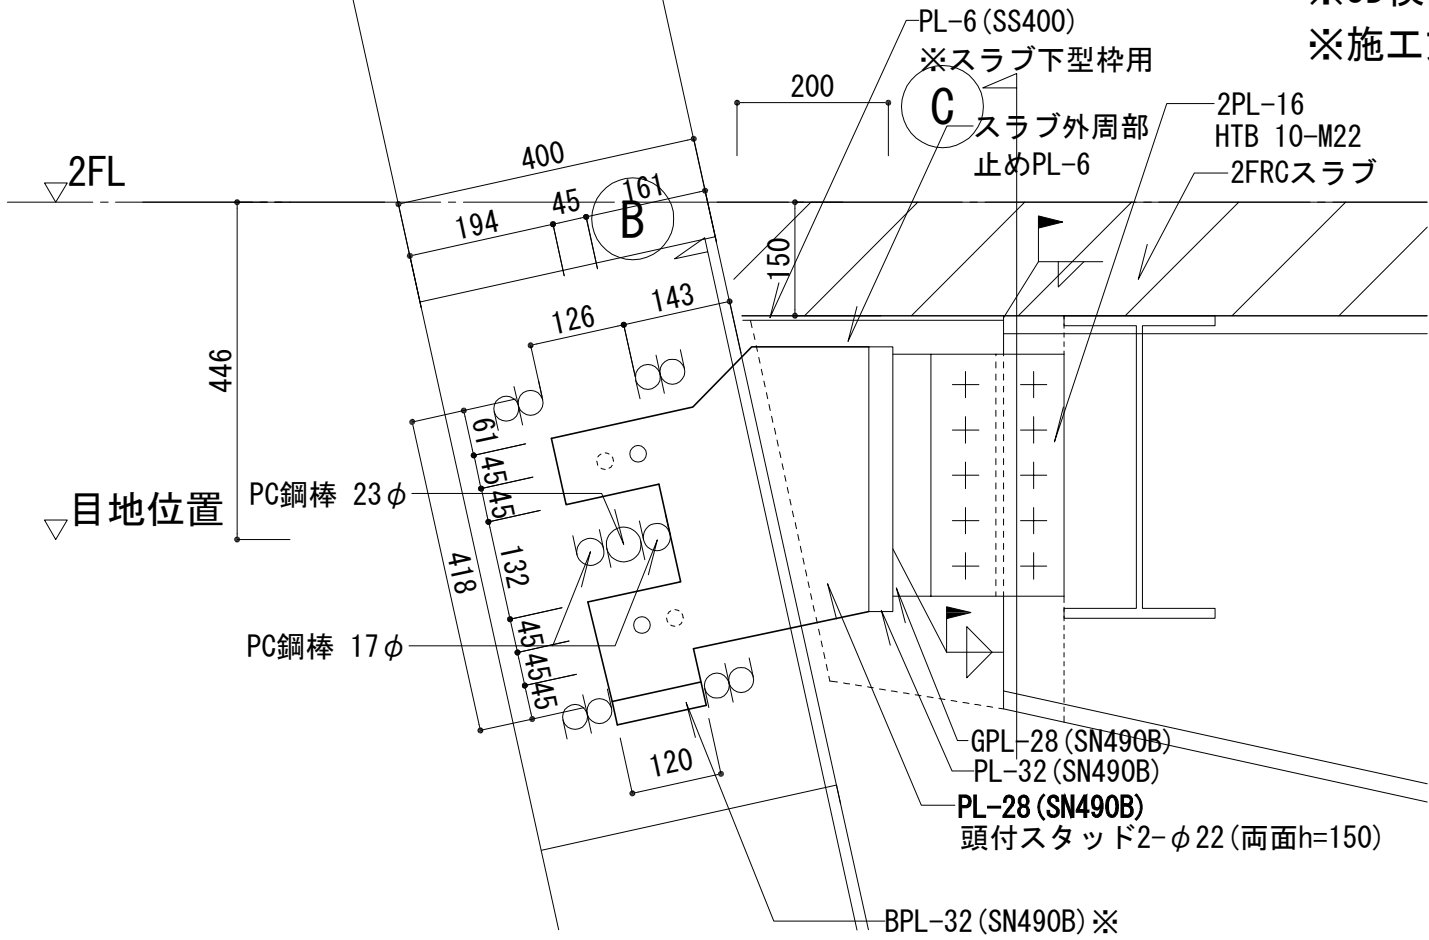 PL-6(SS400)
※スラブ下型枠用
※施工
200
C
スラブ外周部
止めPL-6
2PL-16
HTB 10-M22
2FRCスラブ
2FL
400
194
45
161
B
150
143
126
446
61
45
45
132
45
45
45
418
目地位置
PC鋼棒 23φ
PC鋼棒 17φ
120
GPL-28(SN490B)
PL-32(SN490B)
PL-28(SN490B)
頭付スタッド2-φ22(両面h=150)
BPL-32(SN490B)※